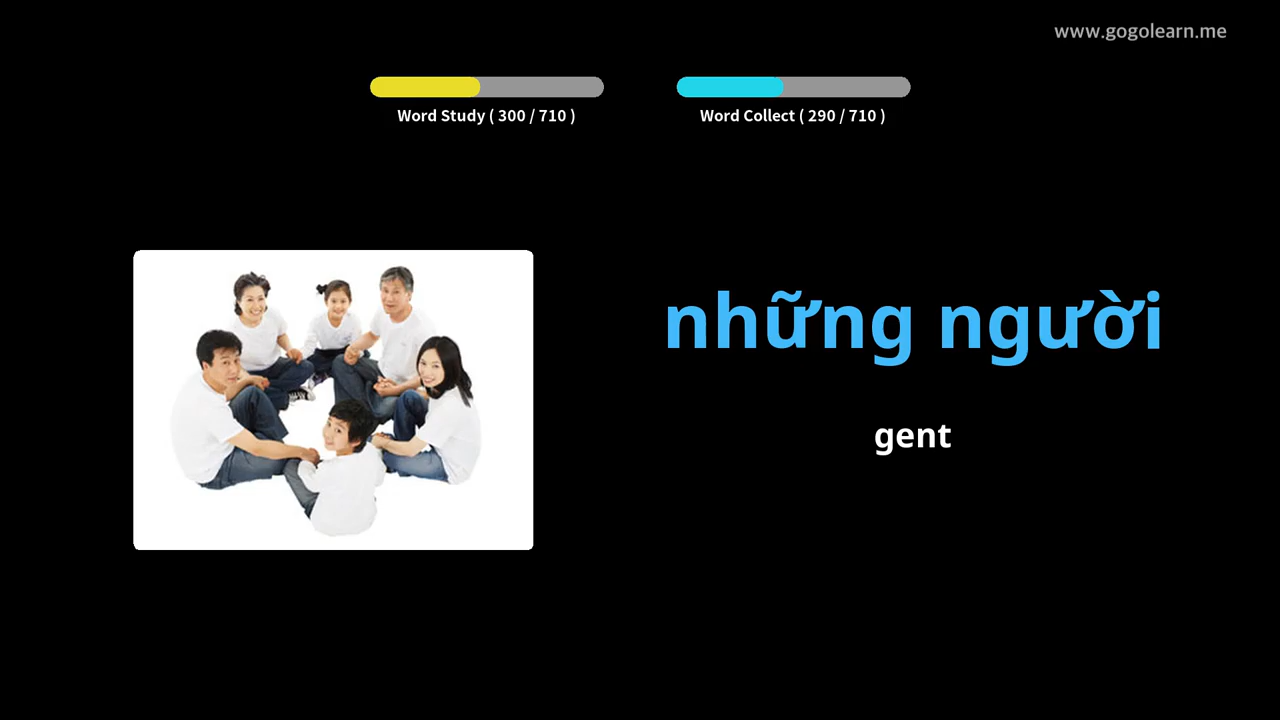 www.gogolearn.me
Word Study ( 300 / 710 )
Word Collect ( 290 / 710 )
những người
gent